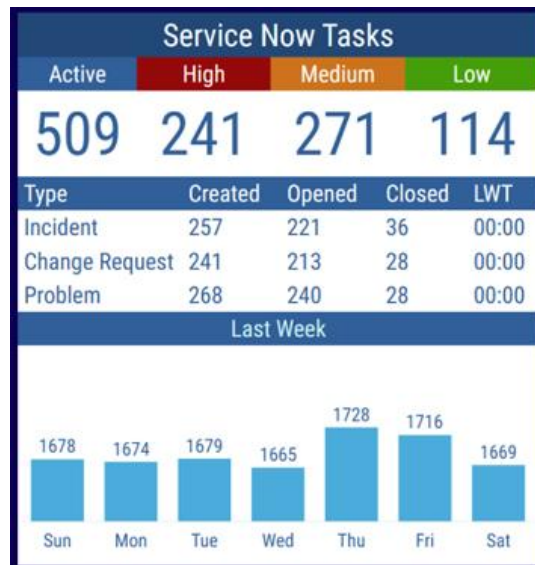 Service Now Tasks
Active High Medium Low
509 241 271 114
Type Created Opened Closed LWT
Incident 257 221 36 00:00
Change Request 241 213 28 00:00
Problem 268 240 28 00:00
Last Week
1678 1674 1679 1665 1728 1716 1669
Sun Mon Tue Wed Thu Fri Sat